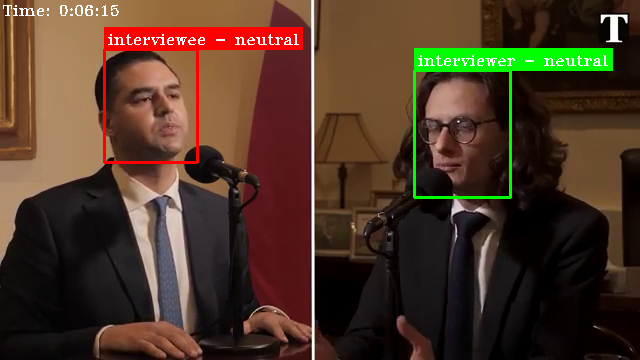 Time: 0:06:15
interviewee - neutral
interviewer - neutral
T